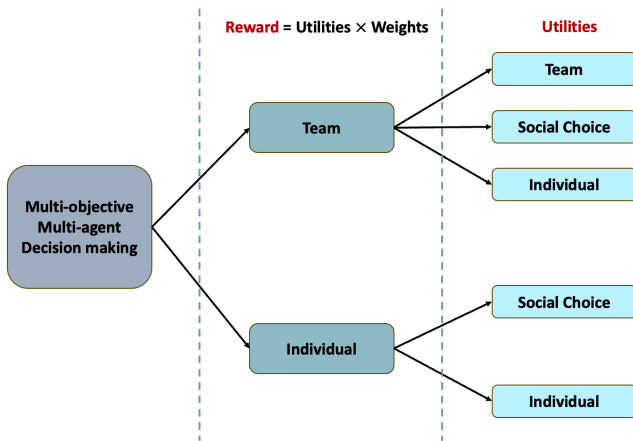 Reward = Utilities × Weights
Utilities
Team
Team
Social Choice
Individual
Multi-objective
Multi-agent
Decision making
Individual
Social Choice
Individual